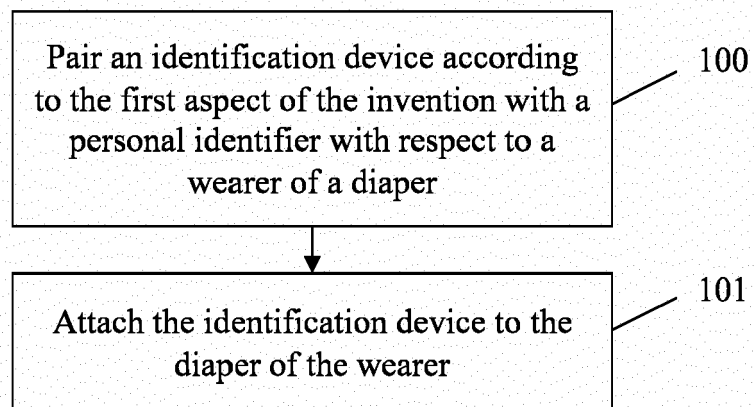 Pair an identification device according
to the first aspect of the invention with a
personal identifier with respect to a
wearer of a diaper
100
Attach the identification device to the
diaper of the wearer
101